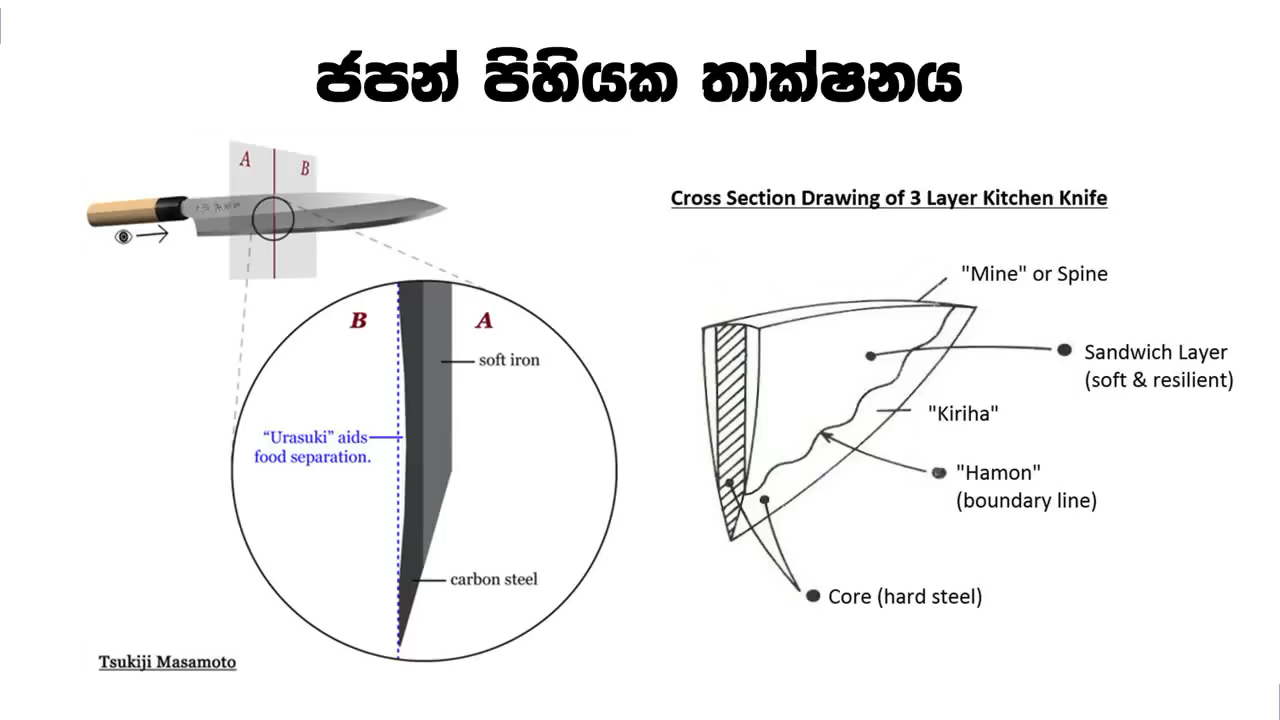 ජපන් පිහියක තාක්ෂනය
A
B
B
A
soft iron
“Urasuki” aids
food separation.
carbon steel
Tsukiji Masamoto
Cross Section Drawing of 3 Layer Kitchen Knife
"Mine" or Spine
Sandwich Layer
(soft & resilient)
"Kiriha"
"Hamon"
(boundary line)
Core (hard steel)